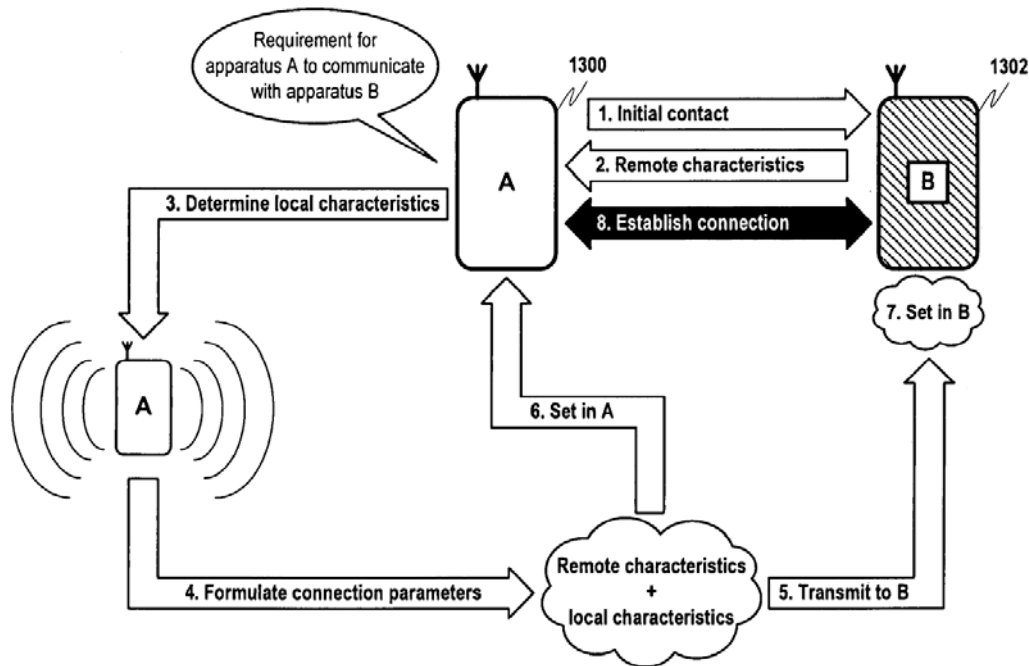 Requirement for
apparatus A to communicate
with apparatus B
1300
1302
A
B
1. Initial contact
2. Remote characteristics
8. Establish connection
3. Determine local characteristics
7. Set in B
A
6. Set in A
4. Formulate connection parameters
Remote characteristics
+
local characteristics
5. Transmit to B